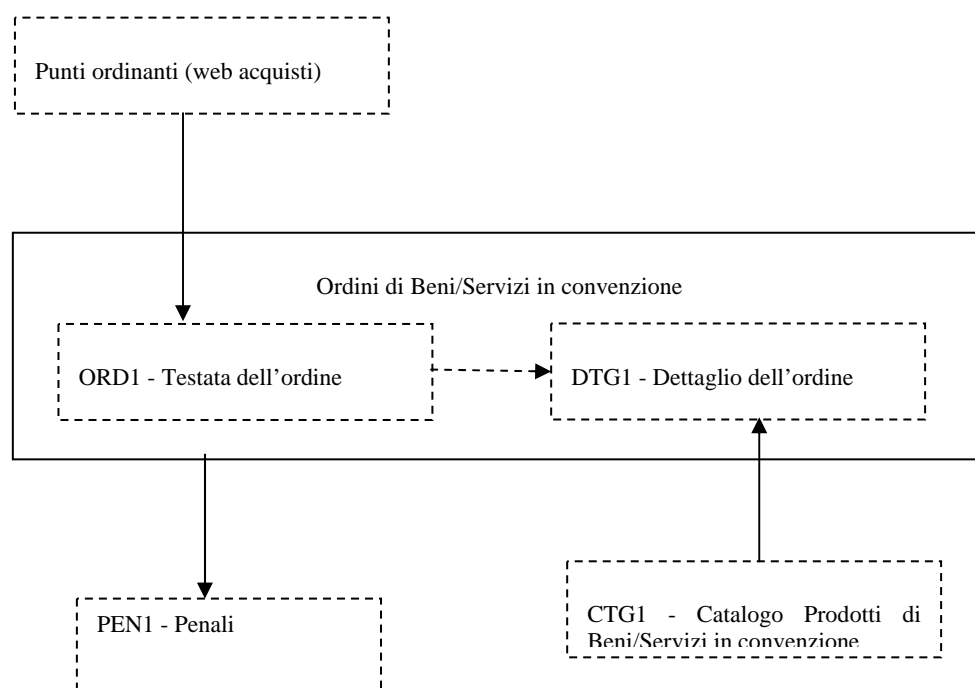 Punti ordinanti (web acquisti)
Ordini di Beni/Servizi in convenzione
ORD1 - Testata dell’ordine
DTG1 - Dettaglio dell’ordine
PEN1 - Penali
CTG1 - Catalogo Prodotti di
Beni/Servizi in convenzione